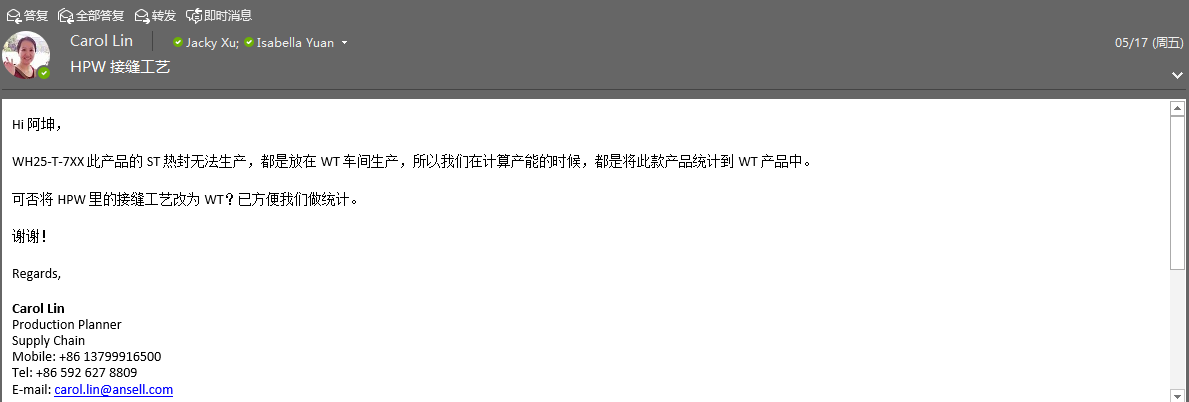 答复 全部答复 转发 即时消息
Carol Lin Jacky Xu; Isabella Yuan 05/17 (周五)
HPW 接缝工艺
Hi 阿坤，
WH25-T-7XX 此产品的 ST 热封无法生产，都是放在 WT 车间生产，所以我们在计算产能的时候，都是将此款产品统计到 WT 产品中。
可否将 HPW 里的接缝工艺改为 WT？已方便我们做统计。
谢谢！
Regards,
Carol Lin
Production Planner
Supply Chain
Mobile: +86 13799916500
Tel: +86 592 627 8809
E-mail: carol.lin@ansell.com